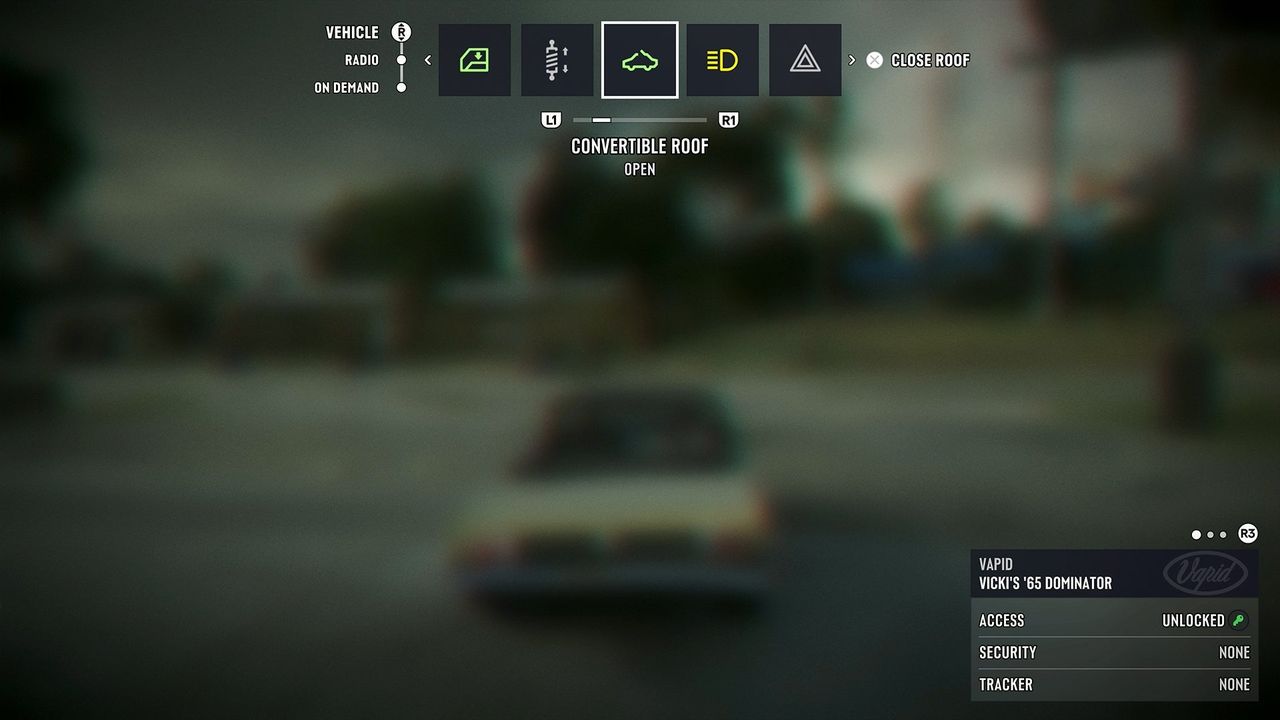 VEHICLE R
RADIO
ON DEMAND
CLOSE ROOF
L1 R1
CONVERTIBLE ROOF
OPEN
R3
VAPID
Vapid
VICKI'S '65 DOMINATOR
ACCESS UNLOCKED
SECURITY NONE
TRACKER NONE